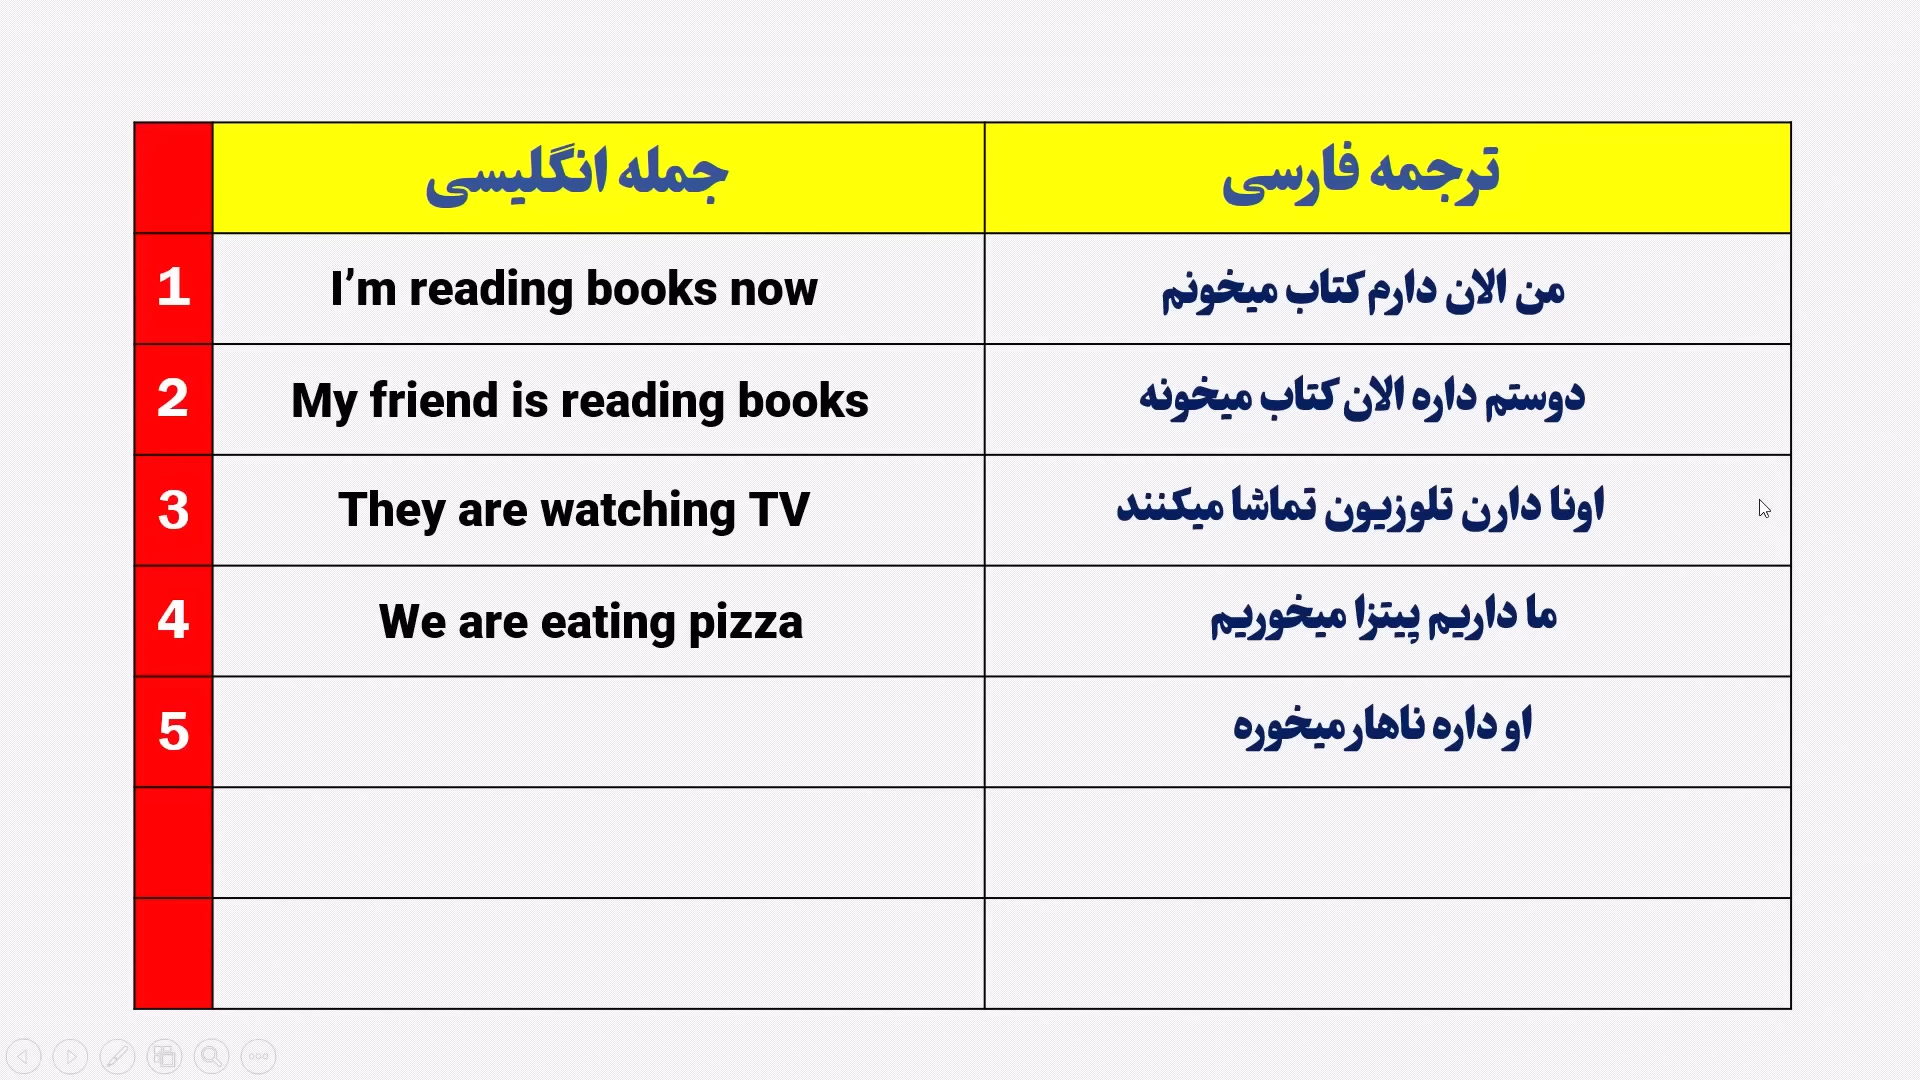 جمله انگلیسی ترجمه فارسی
1 I’m reading books now من الان دارم کتاب میخونم
2 My friend is reading books دوستم داره الان کتاب میخونه
3 They are watching TV اونا دارن تلوزیون تماشا میکنند
4 We are eating pizza ما داریم پیتزا میخوریم
5 او داره ناهار میخوره